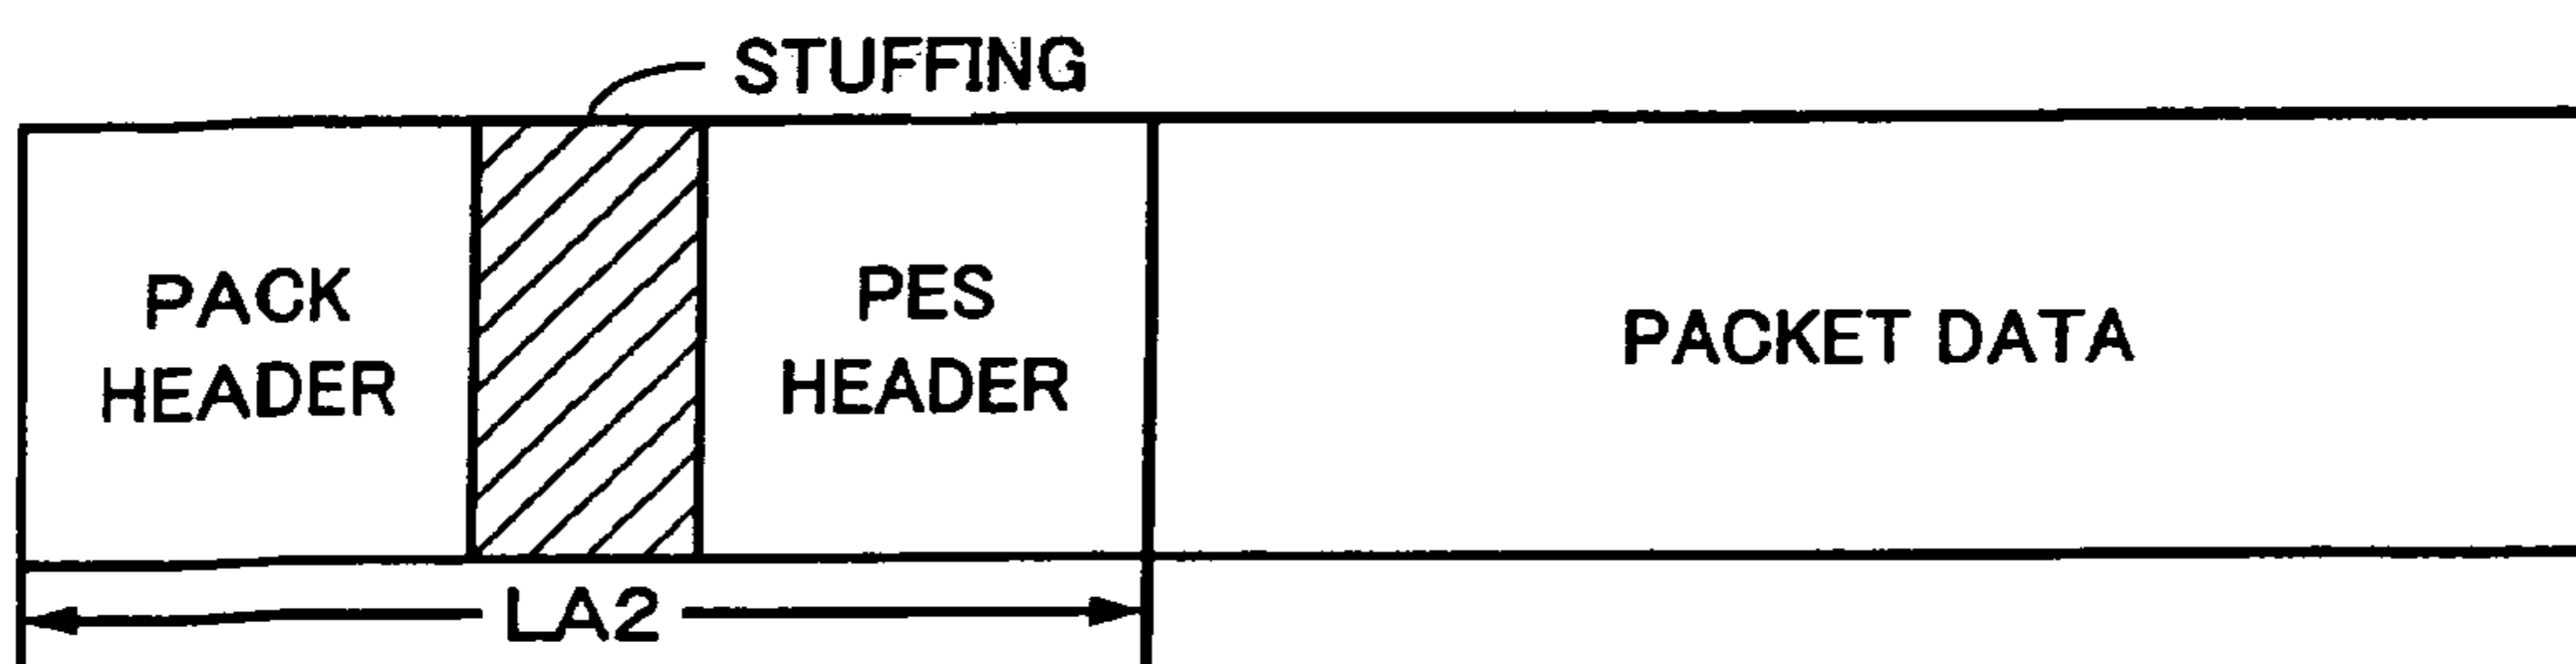 STUFFING
PACK
HEADER
PES
HEADER
PACKET DATA
LA2